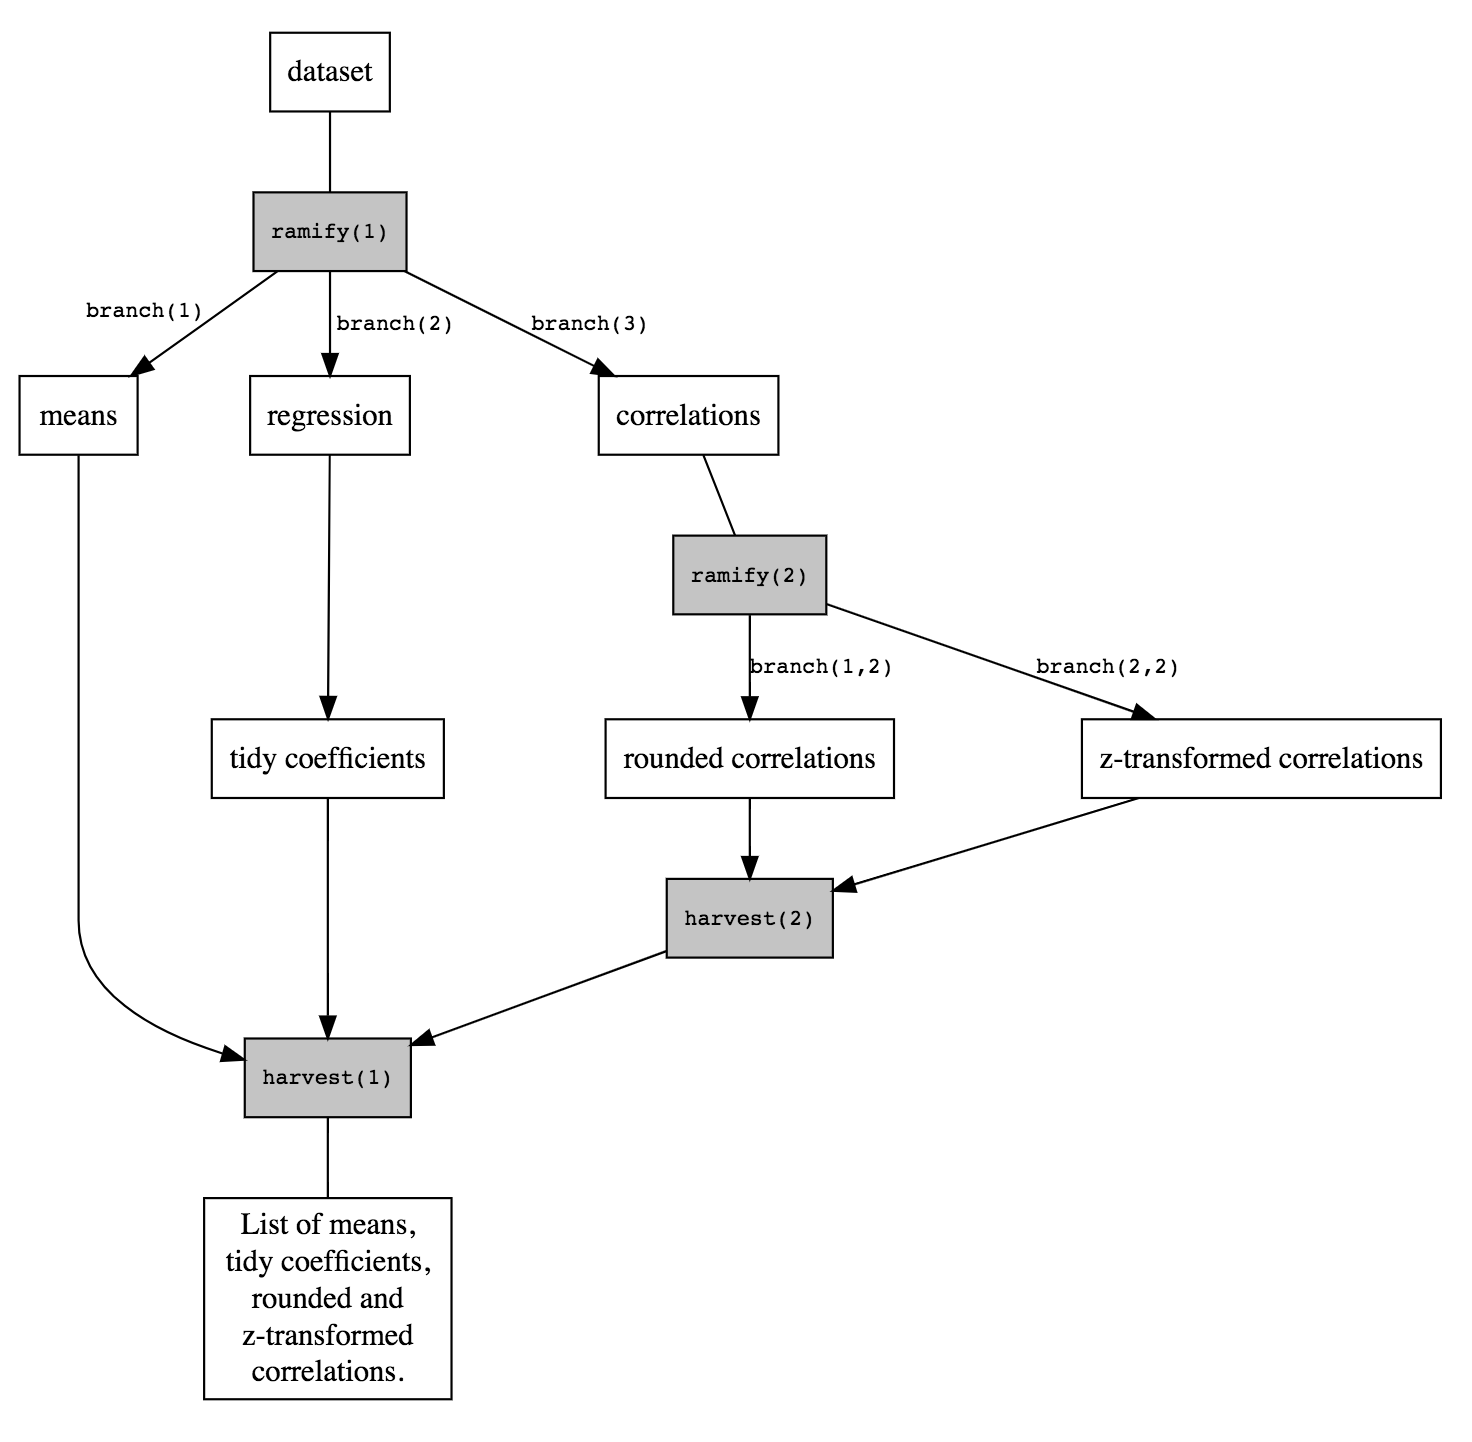 dataset
ramify(1)
branch(1)
branch(2)
branch(3)
means
regression
correlations
ramify(2)
branch(1,2)
branch(2,2)
tidy coefficients
rounded correlations
z-transformed correlations
harvest(2)
harvest(1)
List of means,
tidy coefficients,
rounded and
z-transformed
correlations.